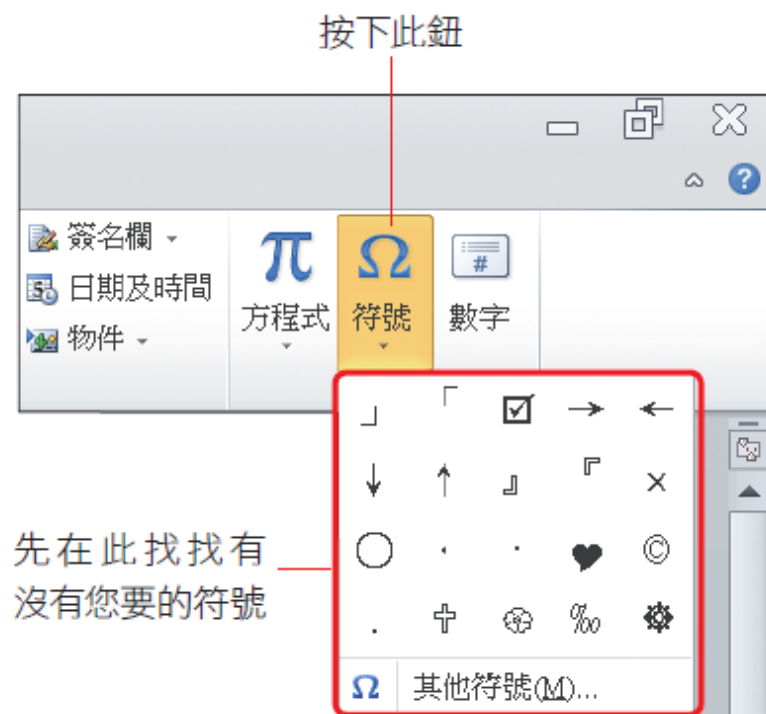 按下此鈕
簽名欄
日期及時間
物件
π
方程式
Ω
符號
#
數字
」 「 ☑ → ←
↓ ↑ 』 『 ×
○ ‧ · ♥ ©
. ✞ ‰
先在此找找有
沒有您要的符號
Ω 其他符號(M)...